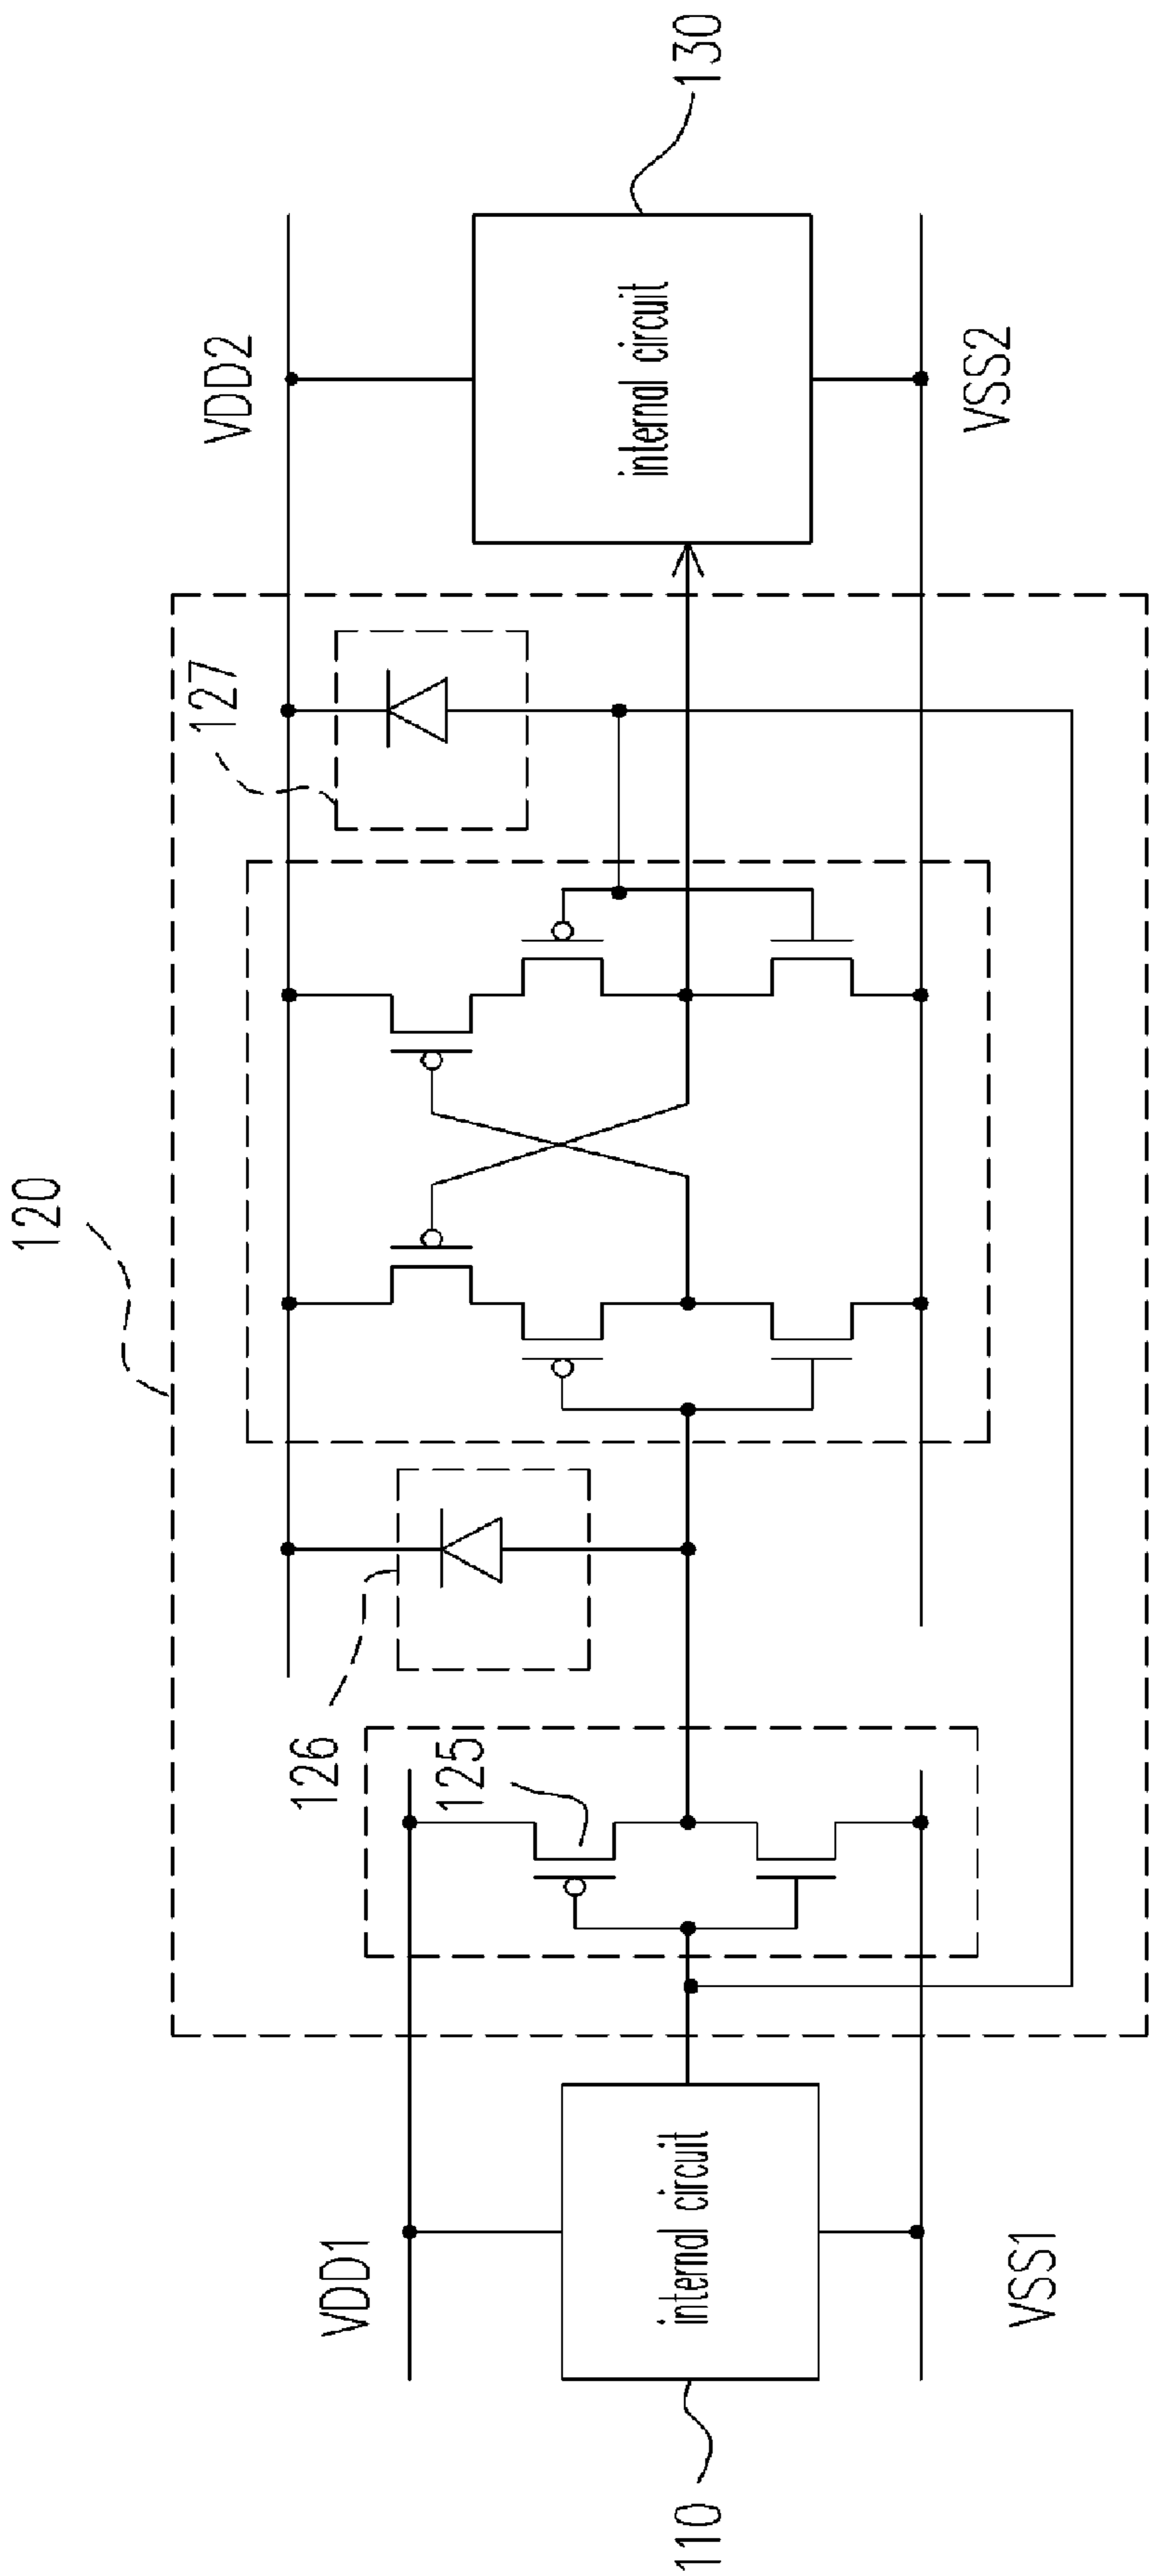 120
VDD1
VDD2
126
127
125
internal circuit
internal circuit
VSS1
VSS2
110
130